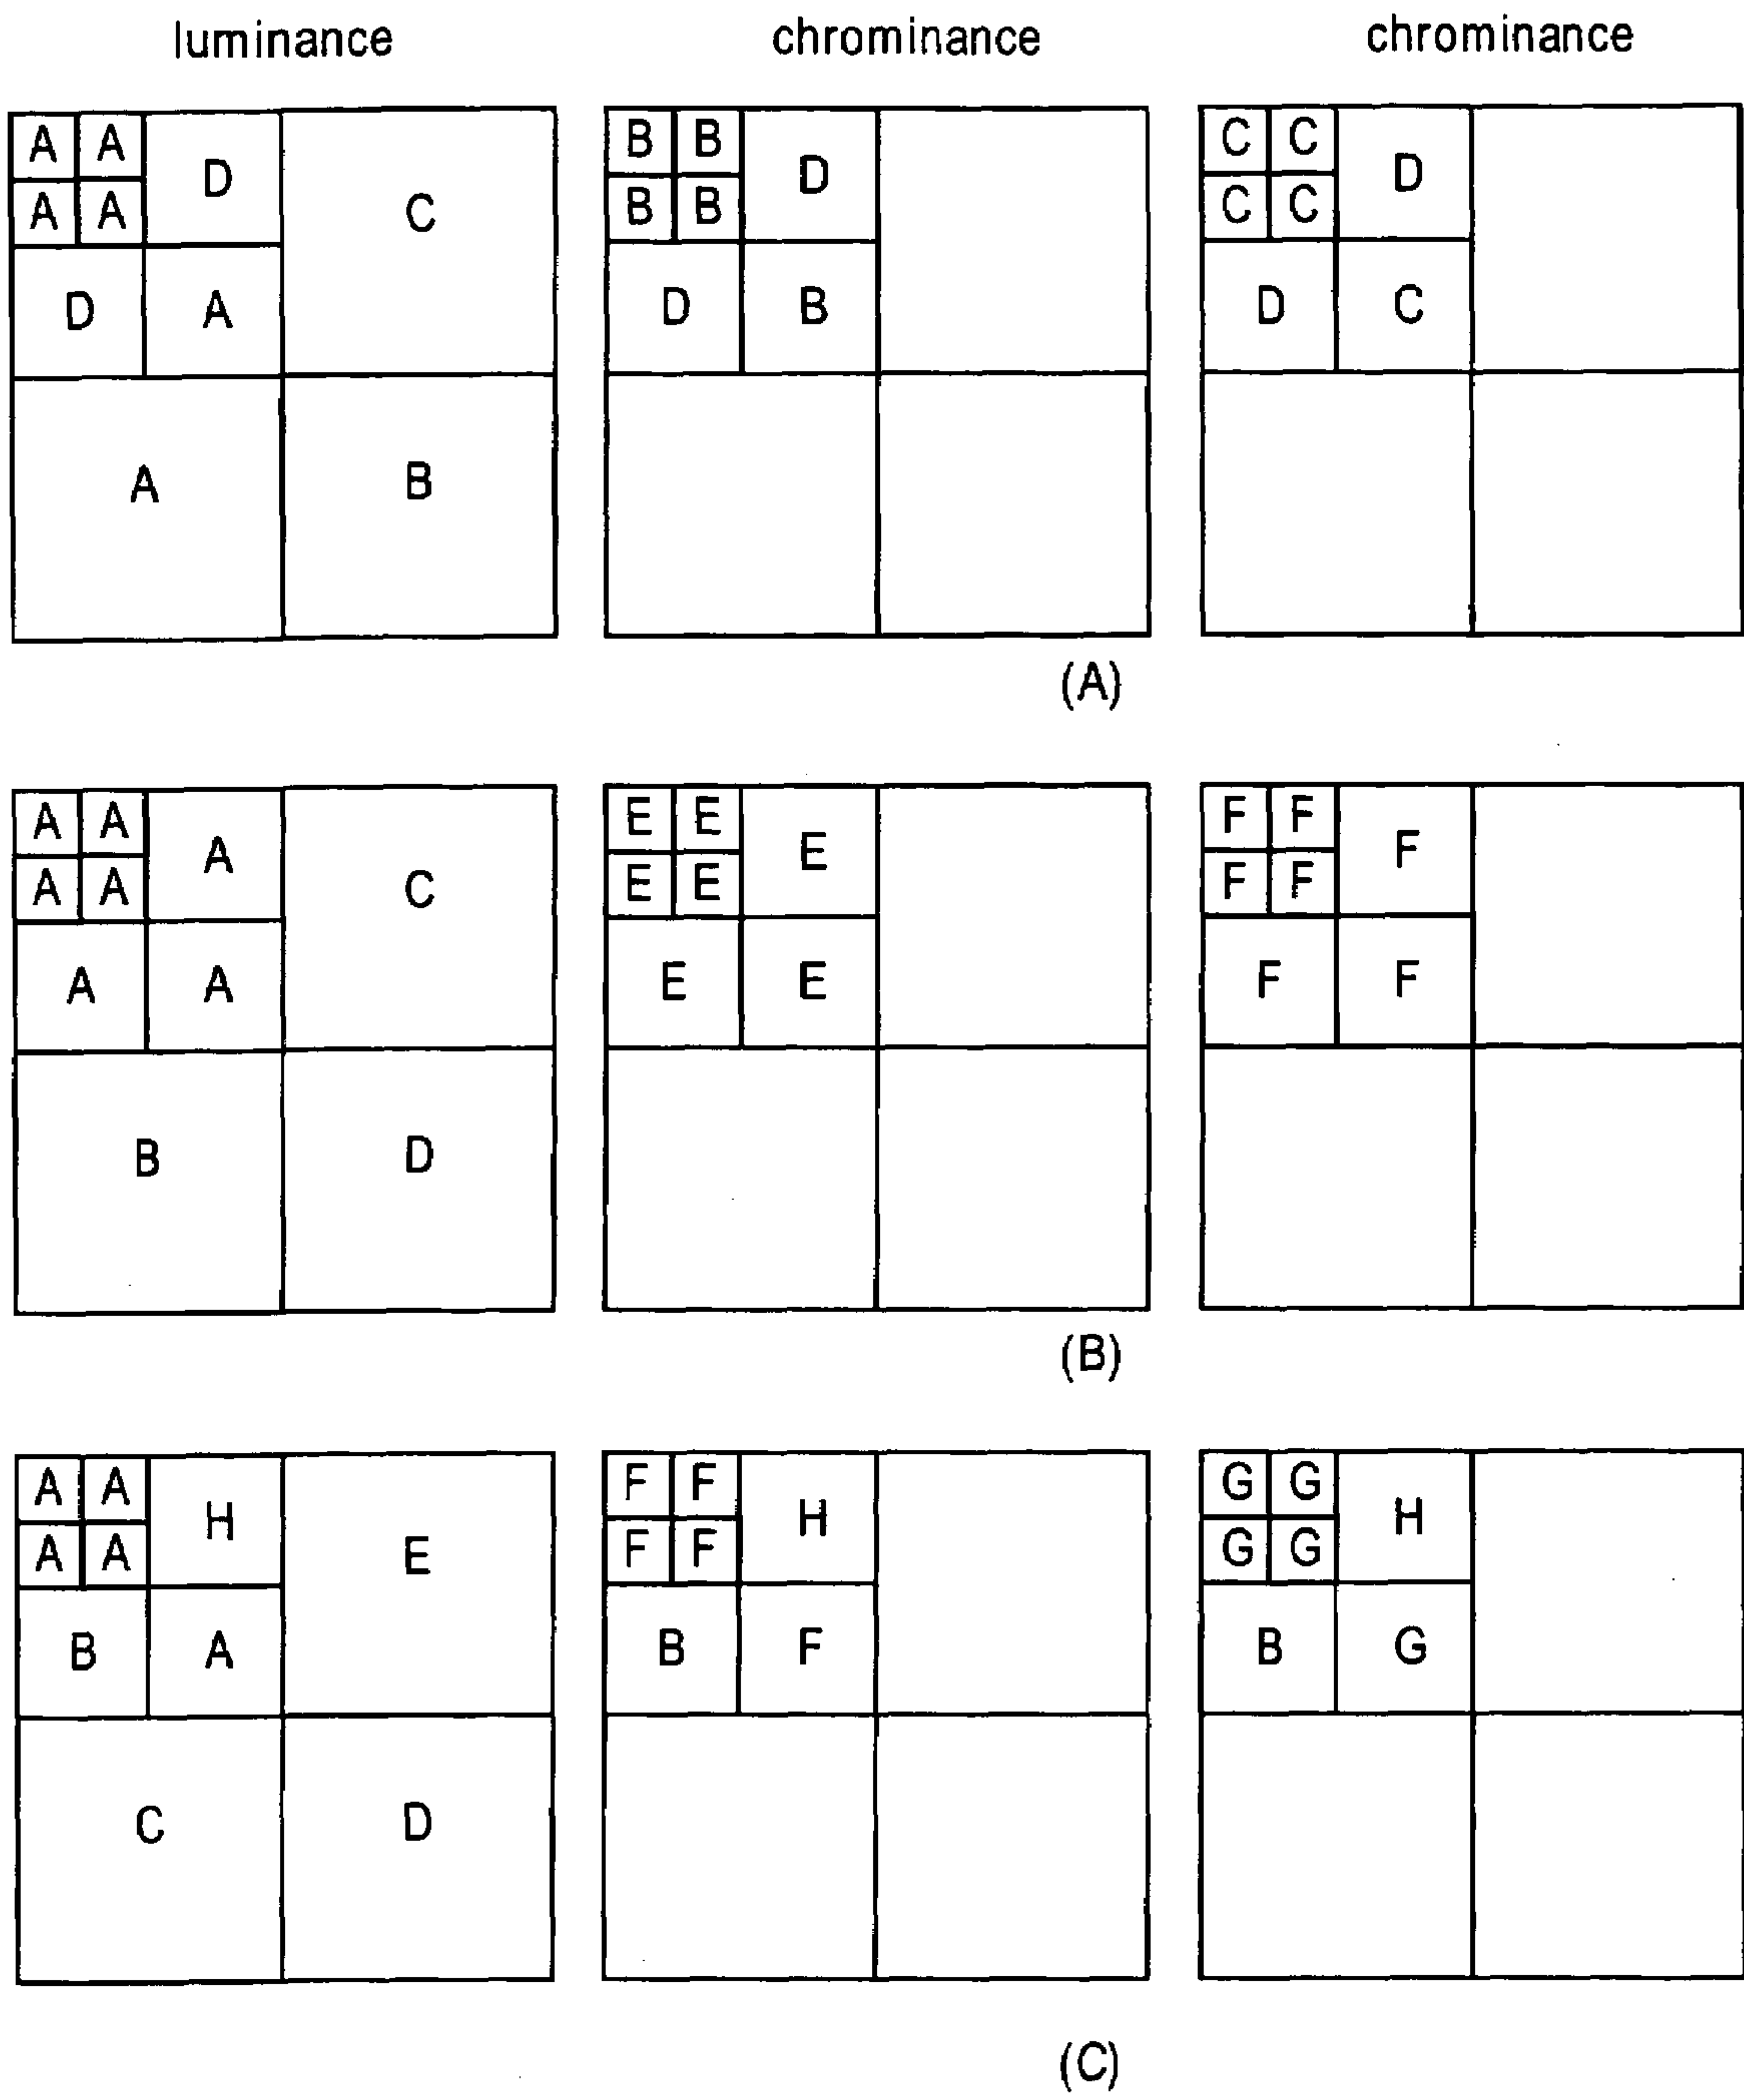 luminance chrominance chrominance
A A D C B B D C C D
A A B B C C
D A D B D C
A B
(A)
A A A C E E E F F F
A A E E F F
A A E E F F
B D
(B)
A A H E F F H G G H
A A F F G G
B A B F B G
C D
(C)